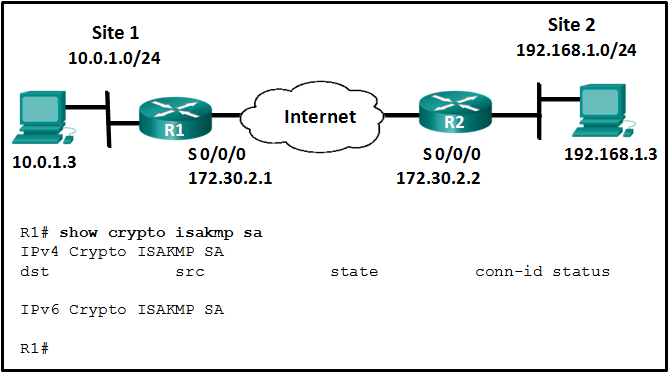 Site 1
10.0.1.0/24
Site 2
192.168.1.0/24
Internet
R1
R2
10.0.1.3
S 0/0/0
172.30.2.1
S 0/0/0
172.30.2.2
192.168.1.3
R1# show crypto isakmp sa
IPv4 Crypto ISAKMP SA
dst src state conn-id status
IPv6 Crypto ISAKMP SA
R1#